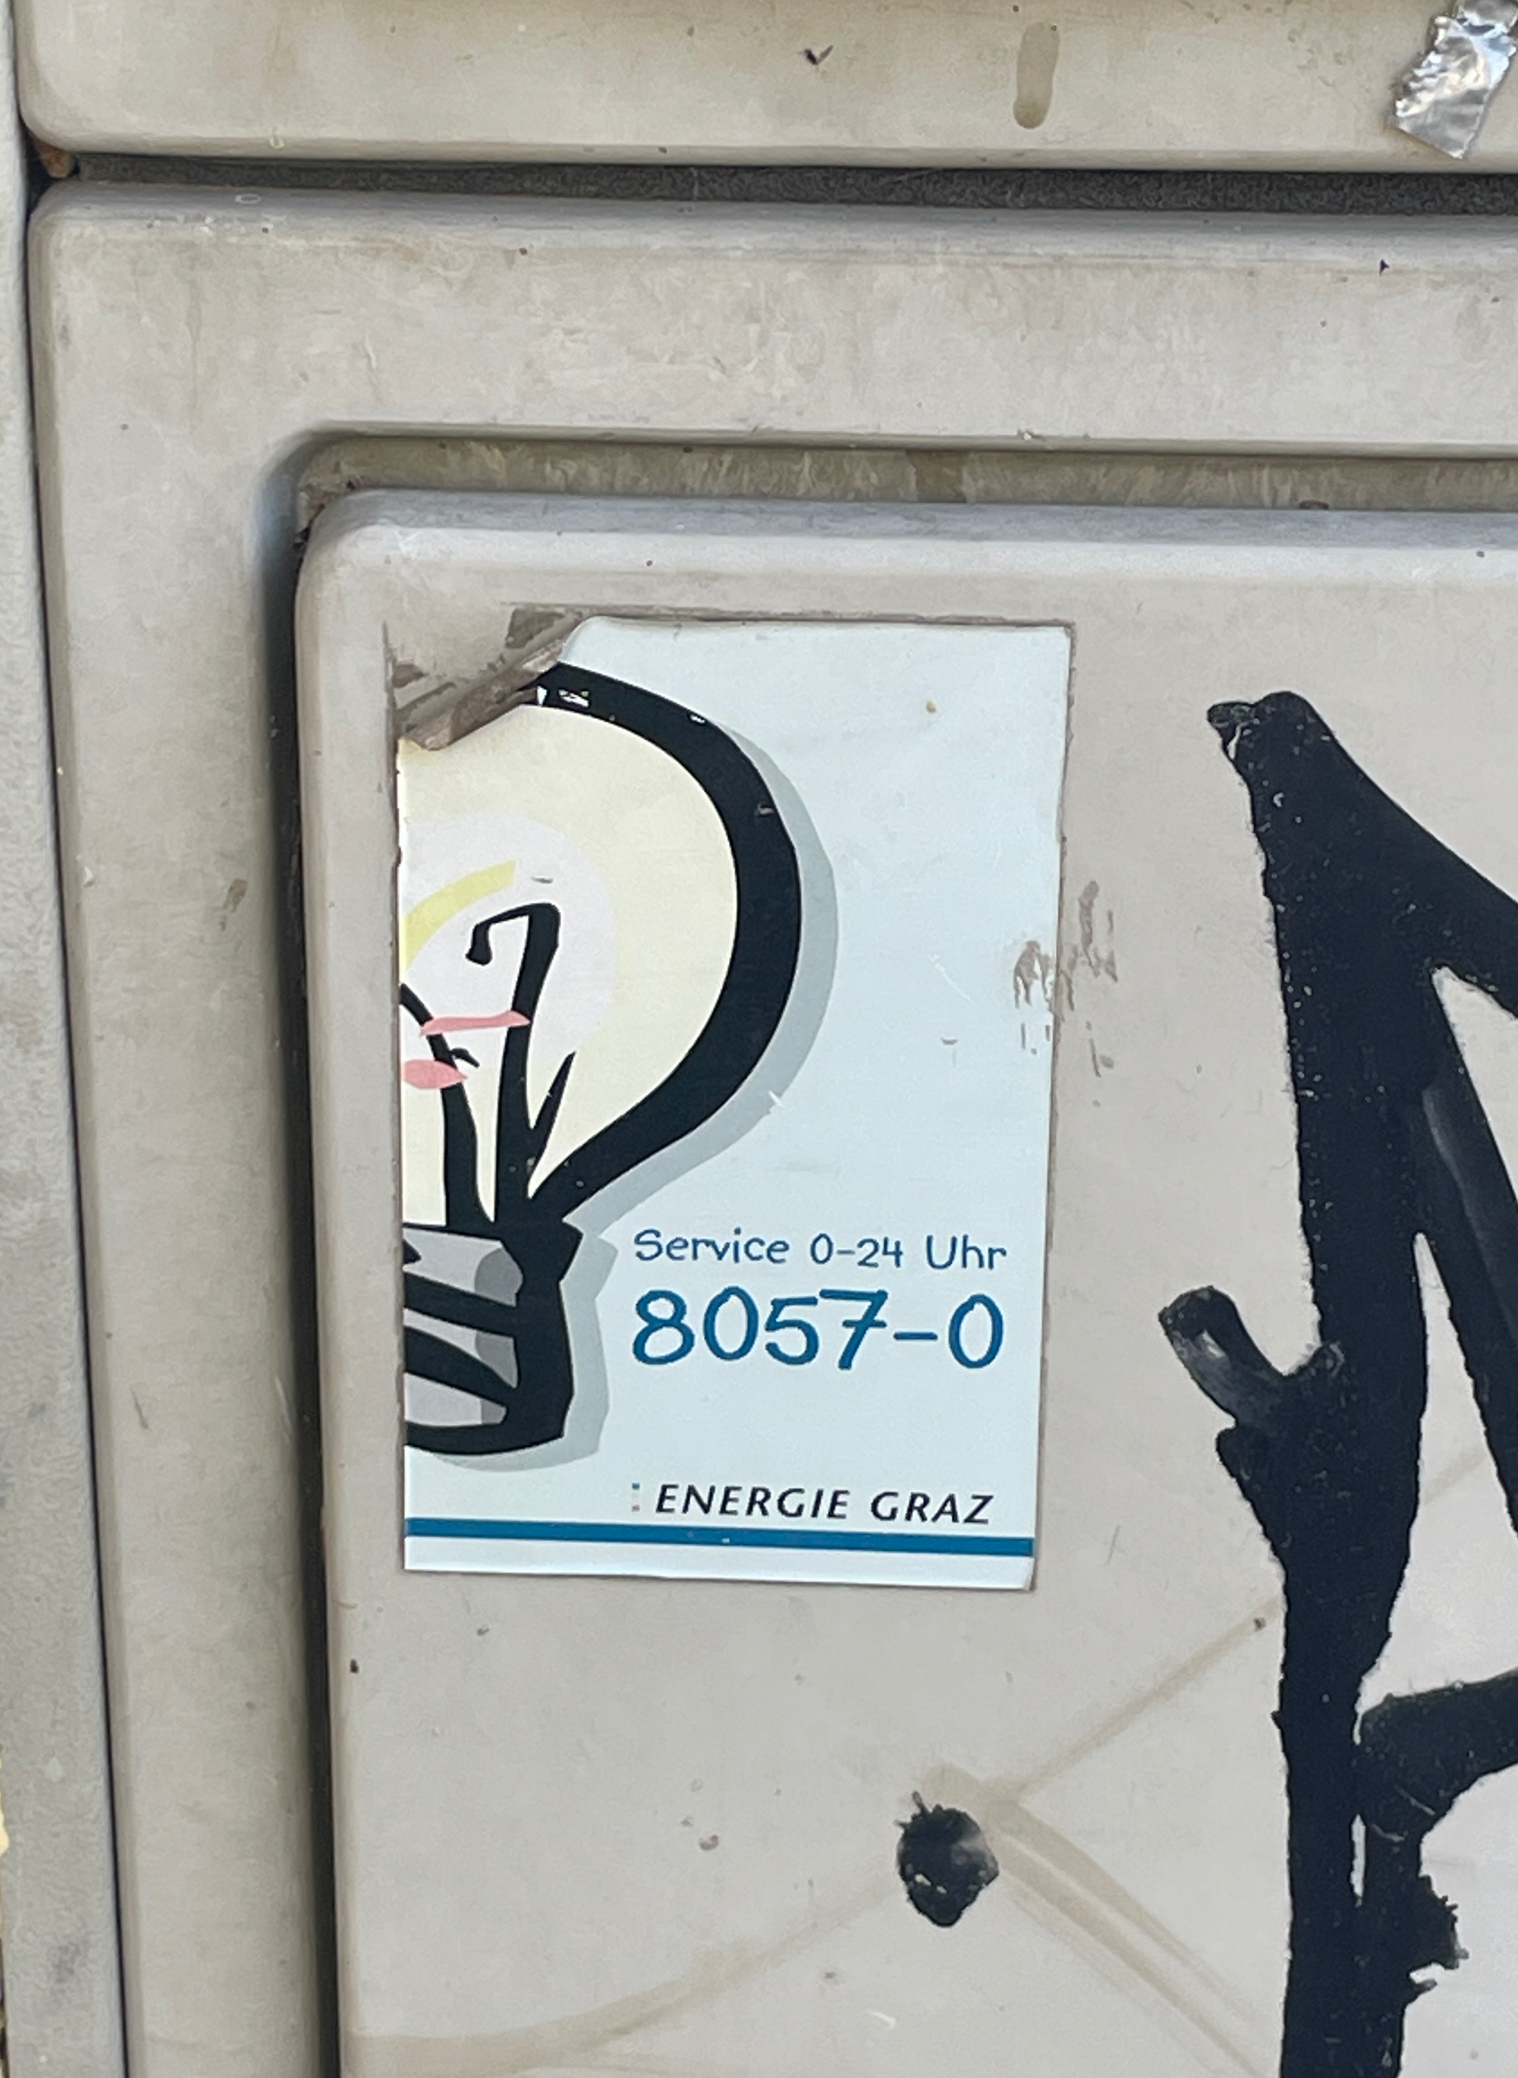 Service 0-24 Uhr
8057-0
ENERGIE GRAZ